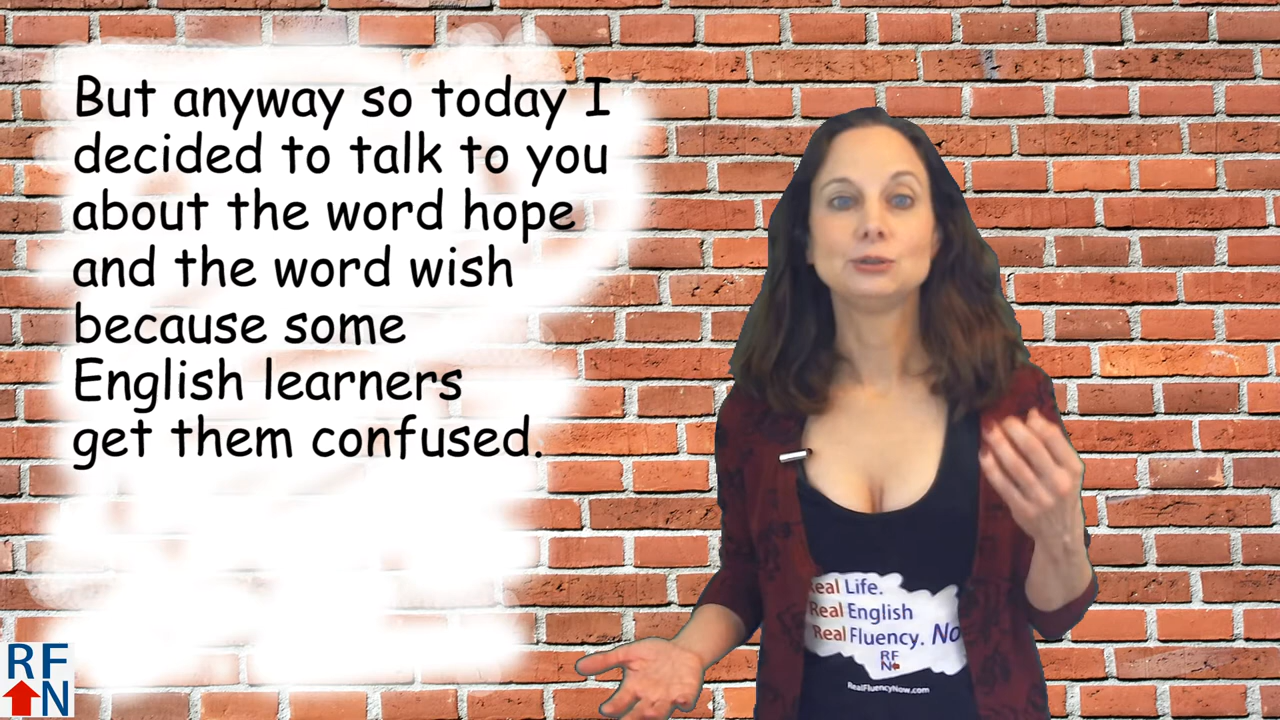 But anyway so today I
decided to talk to you
about the word hope
and the word wish
because some
English learners
get them confused.
Real Life.
Real English
Real Fluency. No
RF
N
RealFluencyNow.com
RF
N